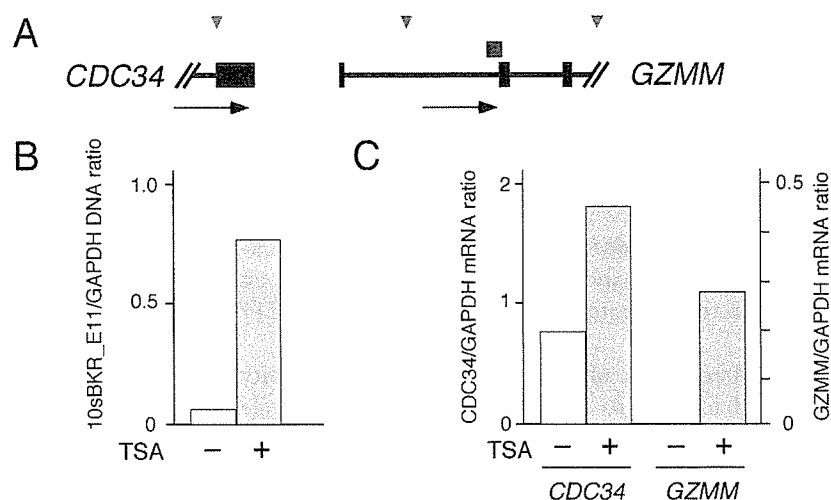 A
CDC34
GZMM
B
10sBKR_E11/GAPDH DNA ratio
1.0
0.5
0
TSA − +
C
CDC34/GAPDH mRNA ratio
2
1
0
0.5
0
GZMM/GAPDH mRNA ratio
TSA − + − +
CDC34 GZMM